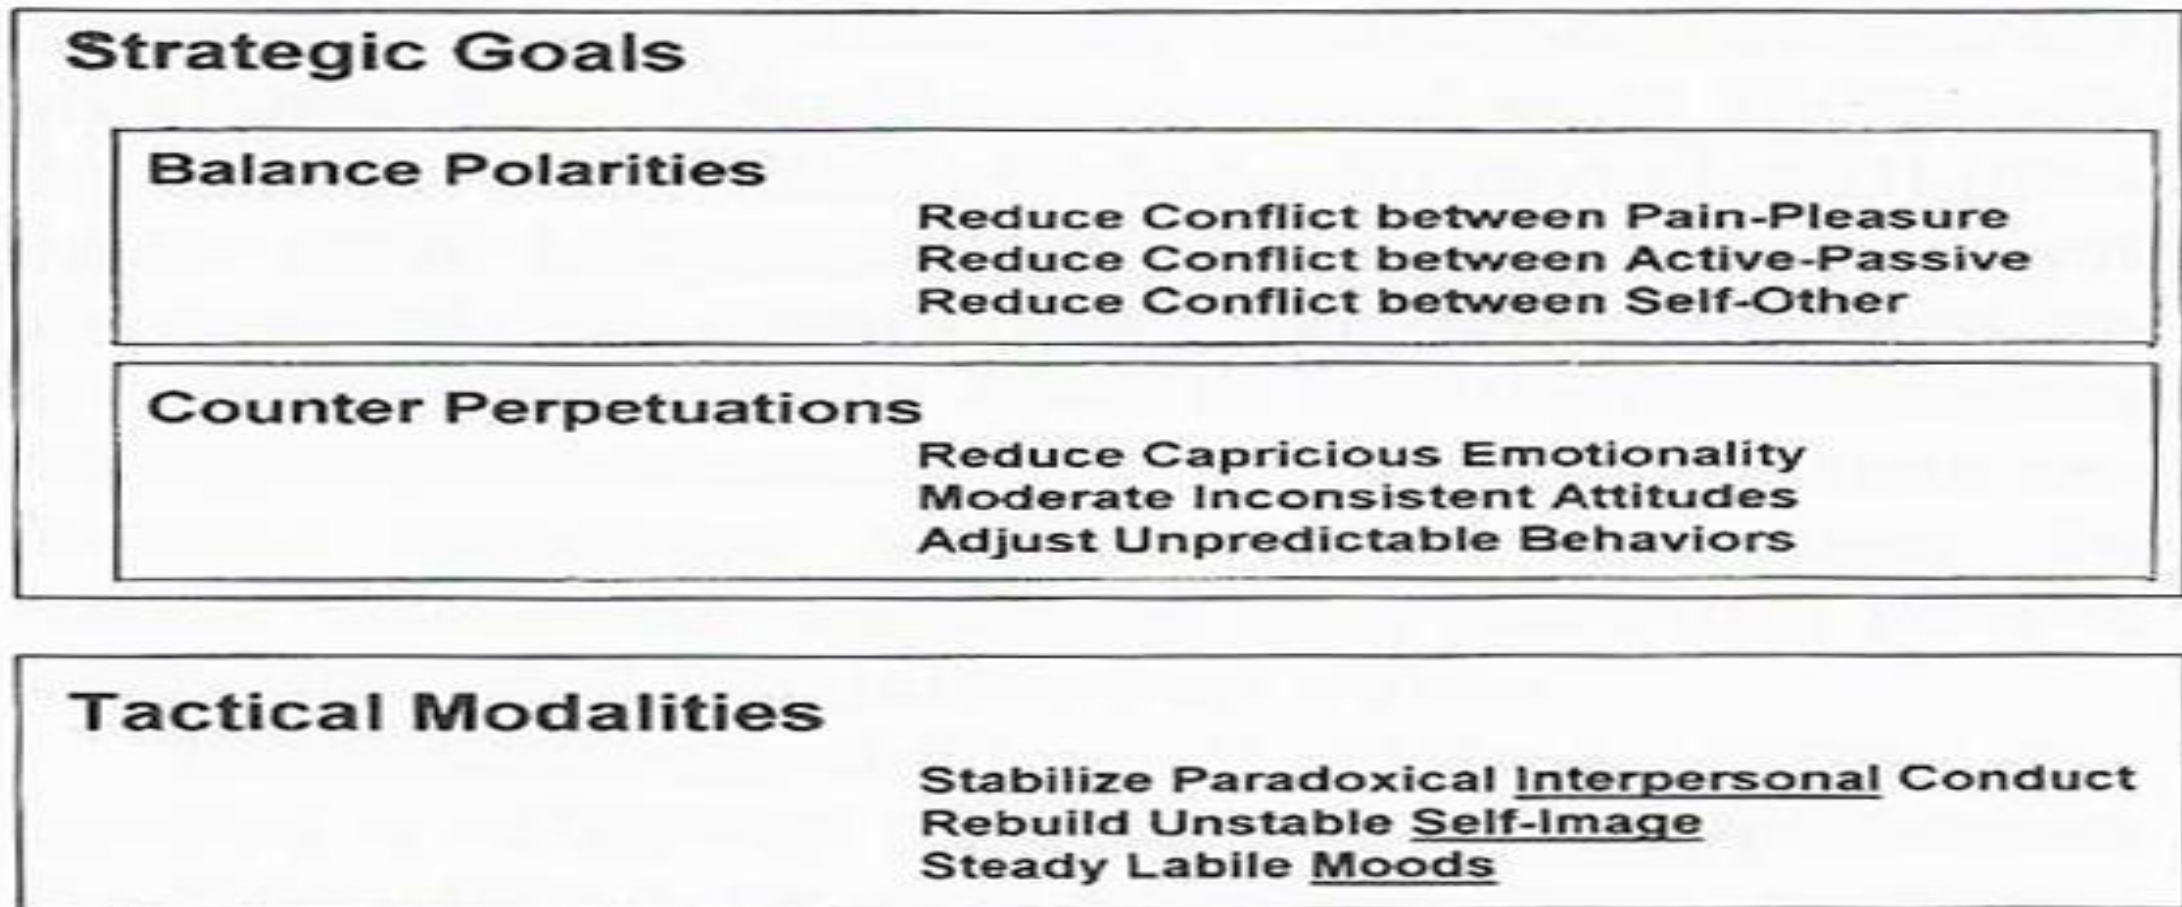 Strategic Goals
Balance Polarities
Reduce Conflict between Pain-Pleasure
Reduce Conflict between Active-Passive
Reduce Conflict between Self-Other
Counter Perpetuations
Reduce Capricious Emotionality
Moderate Inconsistent Attitudes
Adjust Unpredictable Behaviors
Tactical Modalities
Stabilize Paradoxical Interpersonal Conduct
Rebuild Unstable Self-Image
Steady Labile Moods